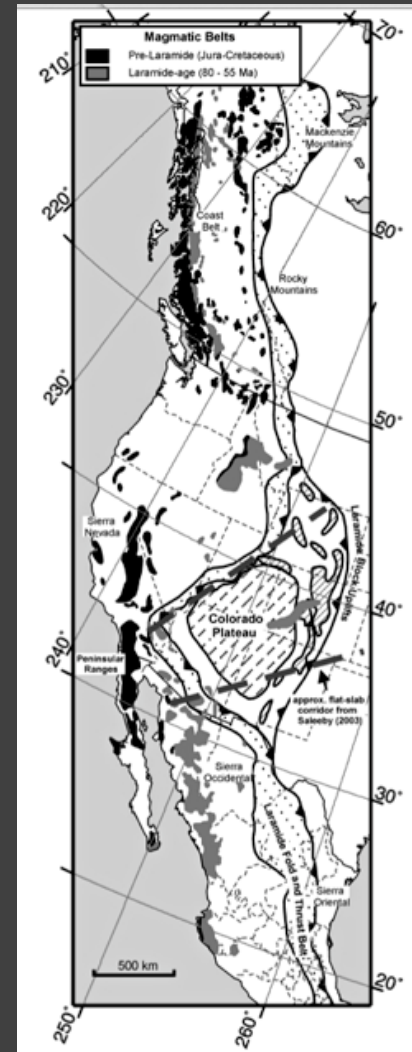 Magmatic Belts
Pre-Laramide (Jura-Cretaceous)
Laramide-age (80 - 55 Ma)
70°
210°
Mackenzie
Mountains
220°
Coast
Belt
60°
Rocky
Mountains
230°
50°
Sierra
Nevada
Laramide Block Uplifts
40°
Colorado
Plateau
240°
Peninsular
Ranges
approx. flat-slab
corridor from
Saleeby (2003)
Sierra
Occidental
30°
Laramide Fold and Thrust Belt
Sierra
Oriental
500 km
20°
250°
260°